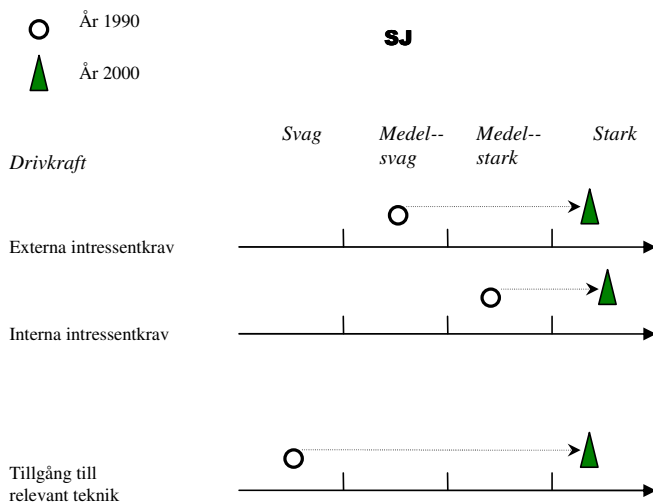 År 1990
SJ
År 2000
Svag Medel-- Medel-- Stark
svag stark
Drivkraft
Externa intressentkrav
Interna intressentkrav
Tillgång till
relevant teknik